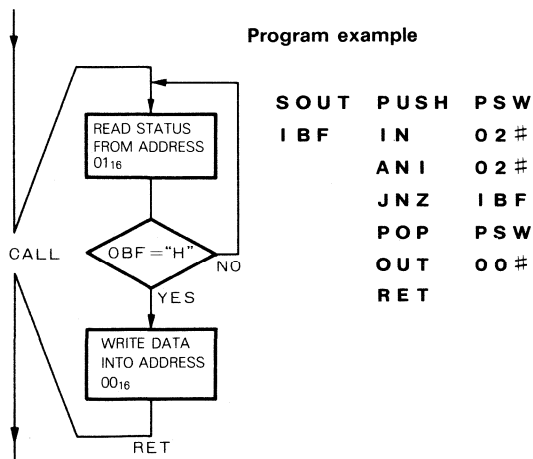 Program example
SOUT PUSH PSW
IBF IN 02#
ANI 02#
JNZ IBF
POP PSW
OUT 00#
RET
READ STATUS
FROM ADDRESS
01₁₆
CALL
OBF="H"
NO
YES
WRITE DATA
INTO ADDRESS
00₁₆
RET